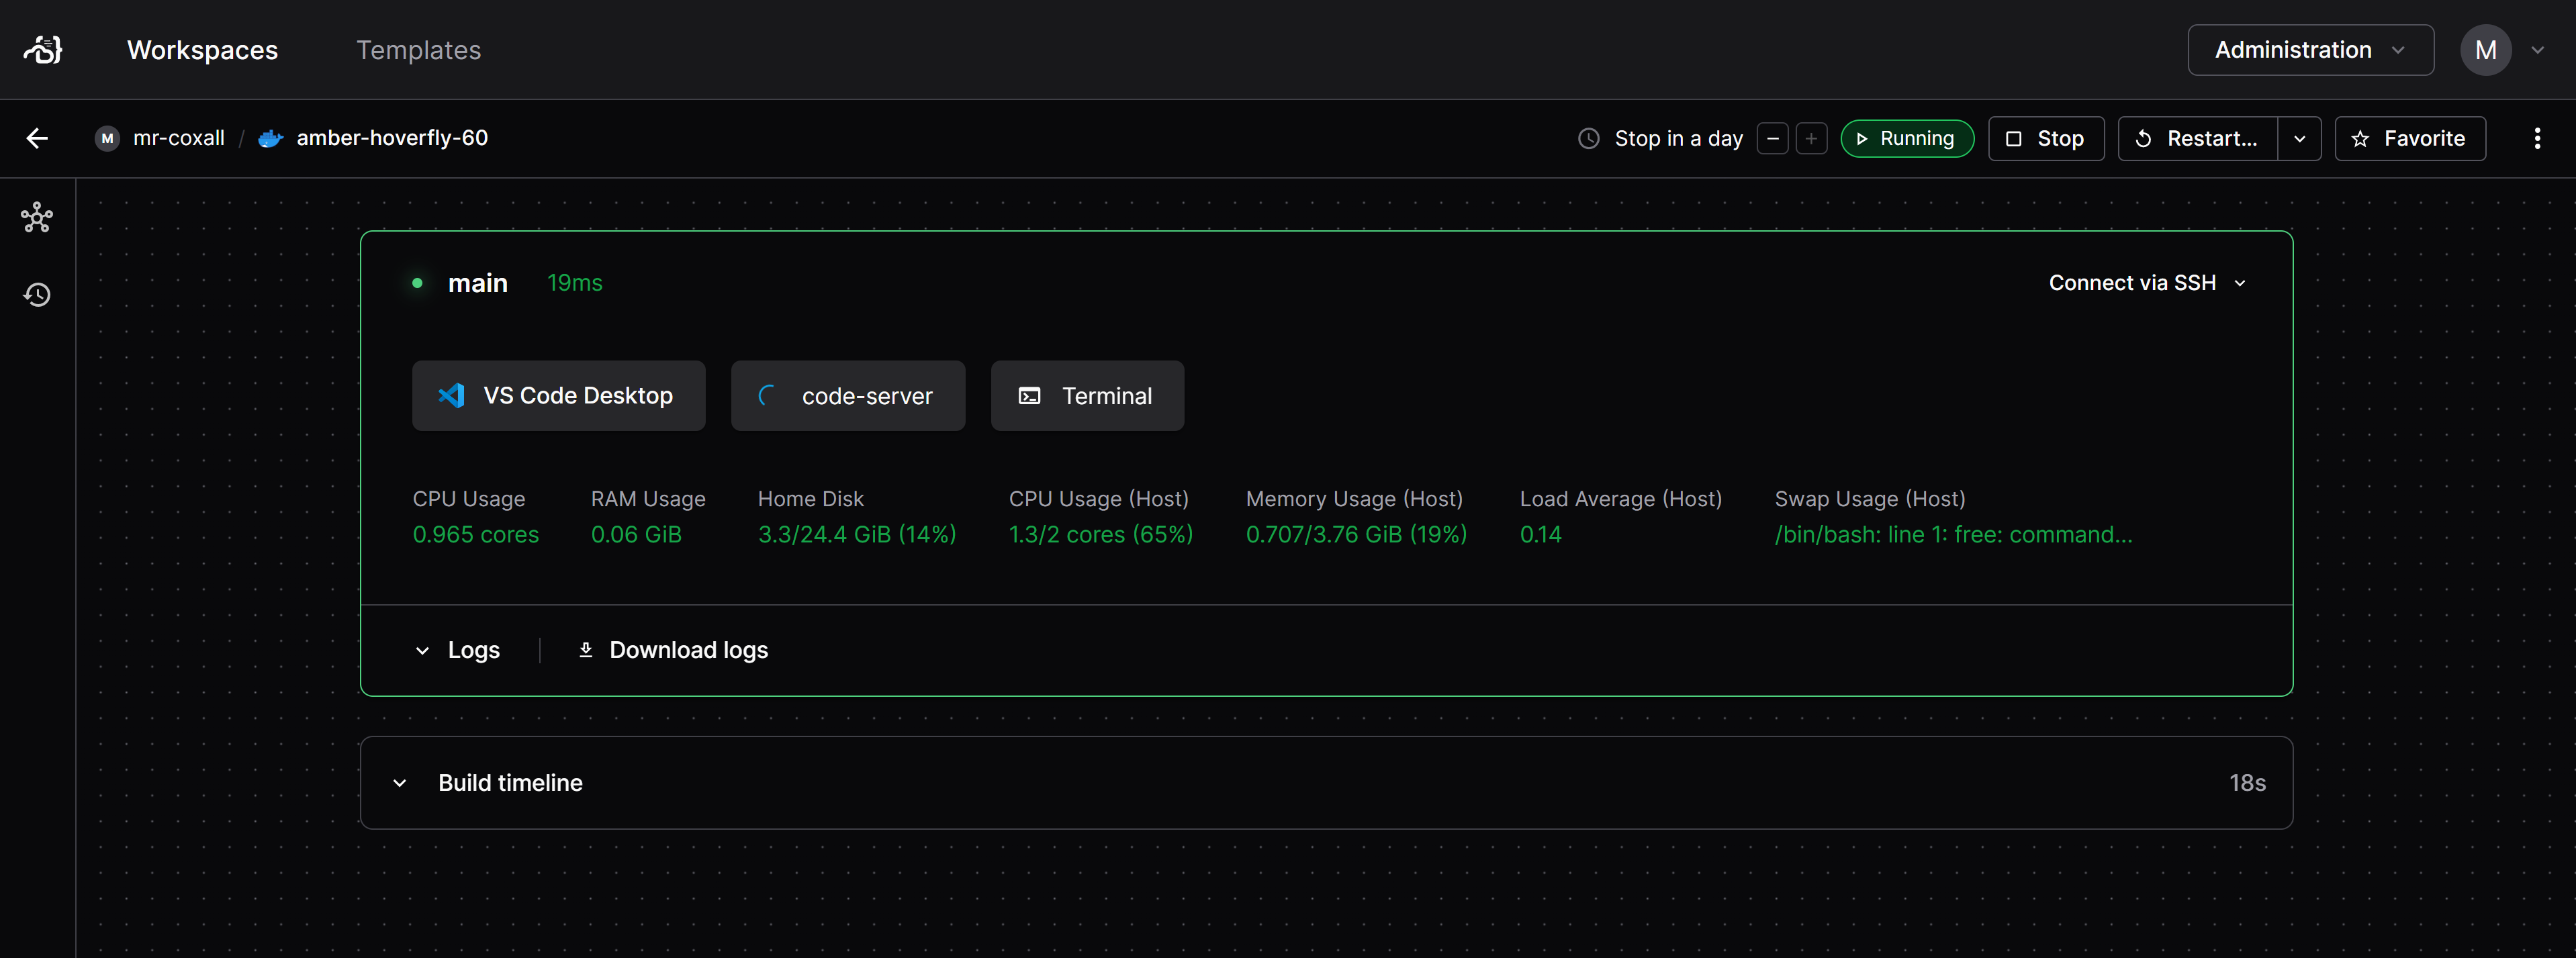 Workspaces Templates Administration M
M mr-coxall / amber-hoverfly-60 Stop in a day − + Running Stop Restart... Favorite
main 19ms Connect via SSH
VS Code Desktop code-server Terminal
CPU Usage RAM Usage Home Disk CPU Usage (Host) Memory Usage (Host) Load Average (Host) Swap Usage (Host)
0.965 cores 0.06 GiB 3.3/24.4 GiB (14%) 1.3/2 cores (65%) 0.707/3.76 GiB (19%) 0.14 /bin/bash: line 1: free: command...
Logs Download logs
Build timeline 18s